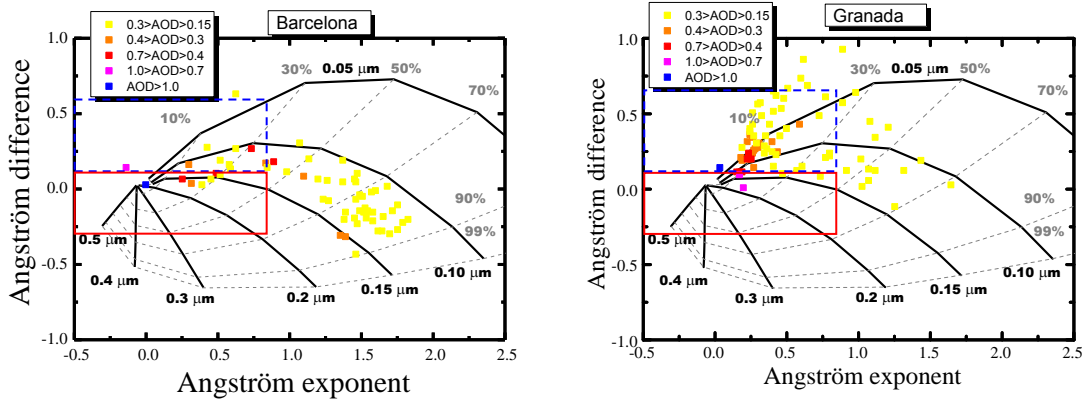 Barcelona
0.3>AOD>0.15
0.4>AOD>0.3
0.7>AOD>0.4
1.0>AOD>0.7
AOD>1.0
1.0
0.5
0.0
-0.5
-1.0
Angström difference
10%
30%
0.05 µm
50%
70%
90%
99%
0.5 µm
0.4 µm
0.3 µm
0.2 µm
0.15 µm
0.10 µm
-0.5
0.0
0.5
1.0
1.5
2.0
2.5
Angström exponent
Granada
0.3>AOD>0.15
0.4>AOD>0.3
0.7>AOD>0.4
1.0>AOD>0.7
AOD>1.0
1.0
0.5
0.0
-0.5
-1.0
Angström difference
10%
30%
0.05 µm
50%
70%
90%
99%
0.5 µm
0.4 µm
0.3 µm
0.2 µm
0.15 µm
0.10 µm
-0.5
0.0
0.5
1.0
1.5
2.0
2.5
Angström exponent